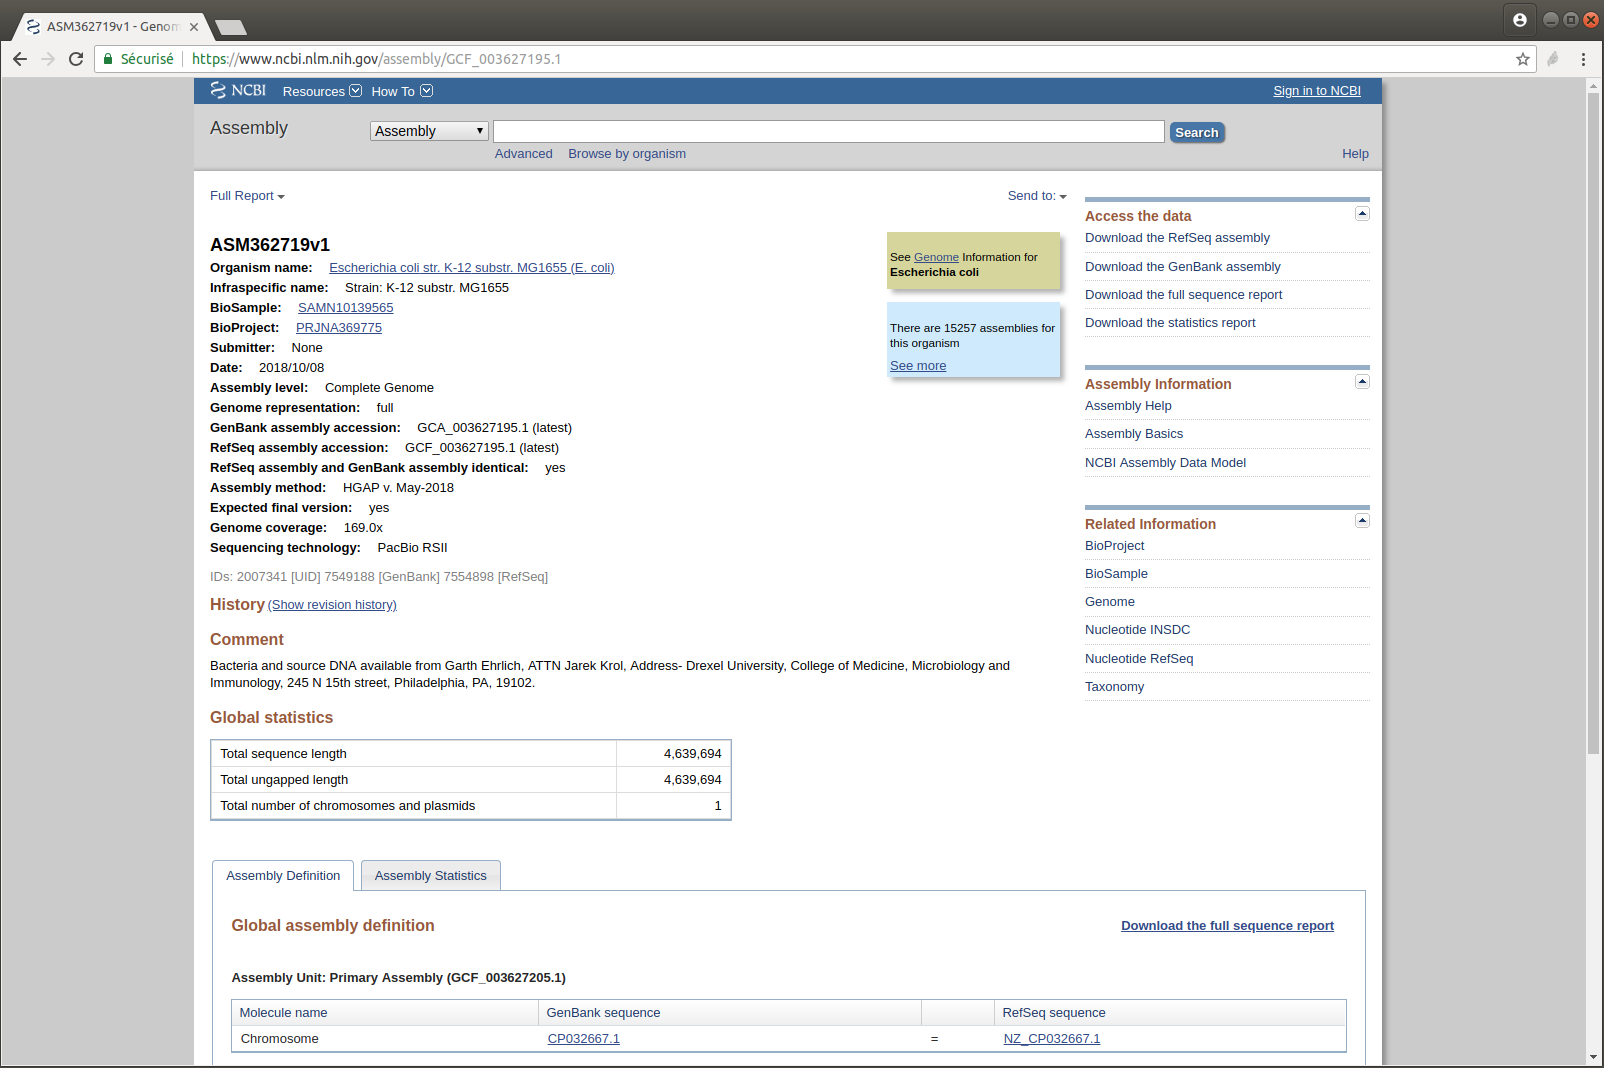 ASM362719v1 - Genom
Sécurisé https://www.ncbi.nlm.nih.gov/assembly/GCF_003627195.1
NCBI Resources How To Sign in to NCBI
Assembly Assembly Search
Advanced Browse by organism Help
Full Report Send to:
ASM362719v1
Organism name: Escherichia coli str. K-12 substr. MG1655 (E. coli)
Infraspecific name: Strain: K-12 substr. MG1655
BioSample: SAMN10139565
BioProject: PRJNA369775
Submitter: None
Date: 2018/10/08
Assembly level: Complete Genome
Genome representation: full
GenBank assembly accession: GCA_003627195.1 (latest)
RefSeq assembly accession: GCF_003627195.1 (latest)
RefSeq assembly and GenBank assembly identical: yes
Assembly method: HGAP v. May-2018
Expected final version: yes
Genome coverage: 169.0x
Sequencing technology: PacBio RSII
IDs: 2007341 [UID] 7549188 [GenBank] 7554898 [RefSeq]
History (Show revision history)
Comment
Bacteria and source DNA available from Garth Ehrlich, ATTN Jarek Krol, Address- Drexel University, College of Medicine, Microbiology and
Immunology, 245 N 15th street, Philadelphia, PA, 19102.
Global statistics
Total sequence length 4,639,694
Total ungapped length 4,639,694
Total number of chromosomes and plasmids 1
See Genome Information for
Escherichia coli
There are 15257 assemblies for
this organism
See more
Access the data
Download the RefSeq assembly
Download the GenBank assembly
Download the full sequence report
Download the statistics report
Assembly Information
Assembly Help
Assembly Basics
NCBI Assembly Data Model
Related Information
BioProject
BioSample
Genome
Nucleotide INSDC
Nucleotide RefSeq
Taxonomy
Assembly Definition Assembly Statistics
Global assembly definition Download the full sequence report
Assembly Unit: Primary Assembly (GCF_003627205.1)
Molecule name GenBank sequence RefSeq sequence
Chromosome CP032667.1 = NZ_CP032667.1